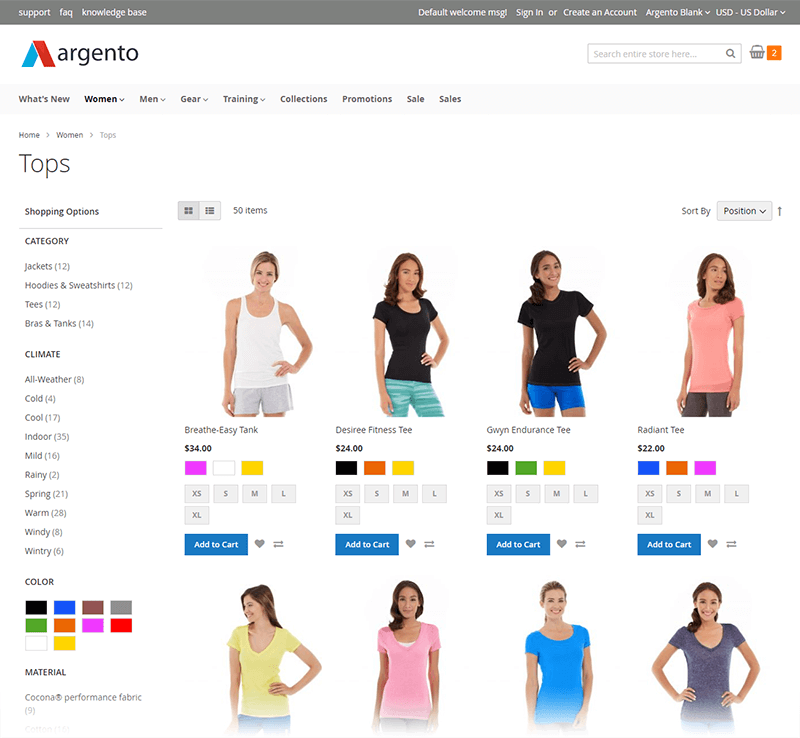 support faq knowledge base
Default welcome msg! Sign In or Create an Account Argento Blank USD - US Dollar
argento
Search entire store here...
2
What's New Women Men Gear Training Collections Promotions Sale Sales
Home > Women > Tops
Tops
Shopping Options
50 items
Sort By Position ↑
CATEGORY
Jackets (12)
Hoodies & Sweatshirts (12)
Tees (12)
Bras & Tanks (14)
CLIMATE
All-Weather (8)
Cold (4)
Cool (17)
Indoor (35)
Mild (16)
Rainy (2)
Spring (21)
Warm (28)
Windy (8)
Wintry (6)
COLOR
MATERIAL
Cocona® performance fabric
(9)
Cotton
Breathe-Easy Tank
$34.00
XS S M L
XL
Add to Cart
Desiree Fitness Tee
$24.00
XS S M L
XL
Add to Cart
Gwyn Endurance Tee
$24.00
XS S M L
XL
Add to Cart
Radiant Tee
$22.00
XS S M L
XL
Add to Cart